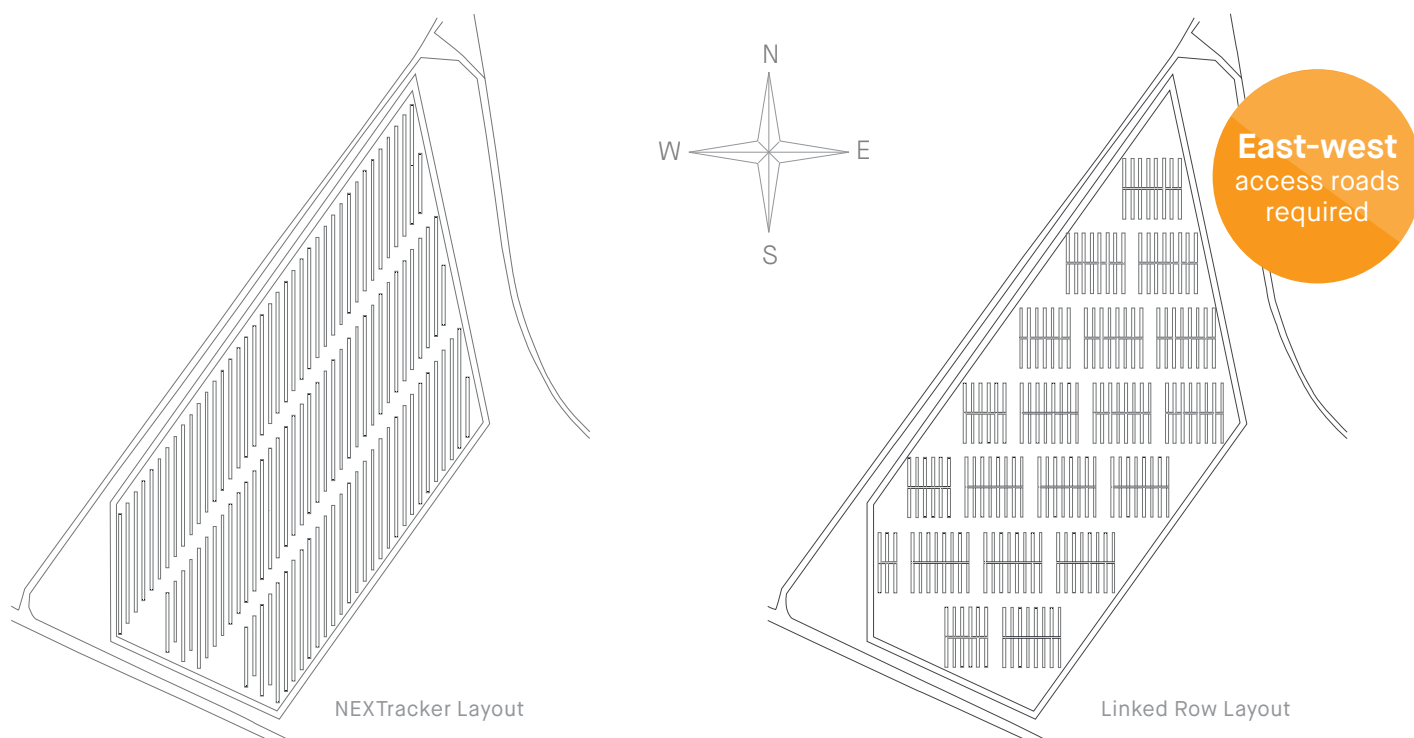 N
W
E
S
East-west
access roads
required
NEXTracker Layout
Linked Row Layout